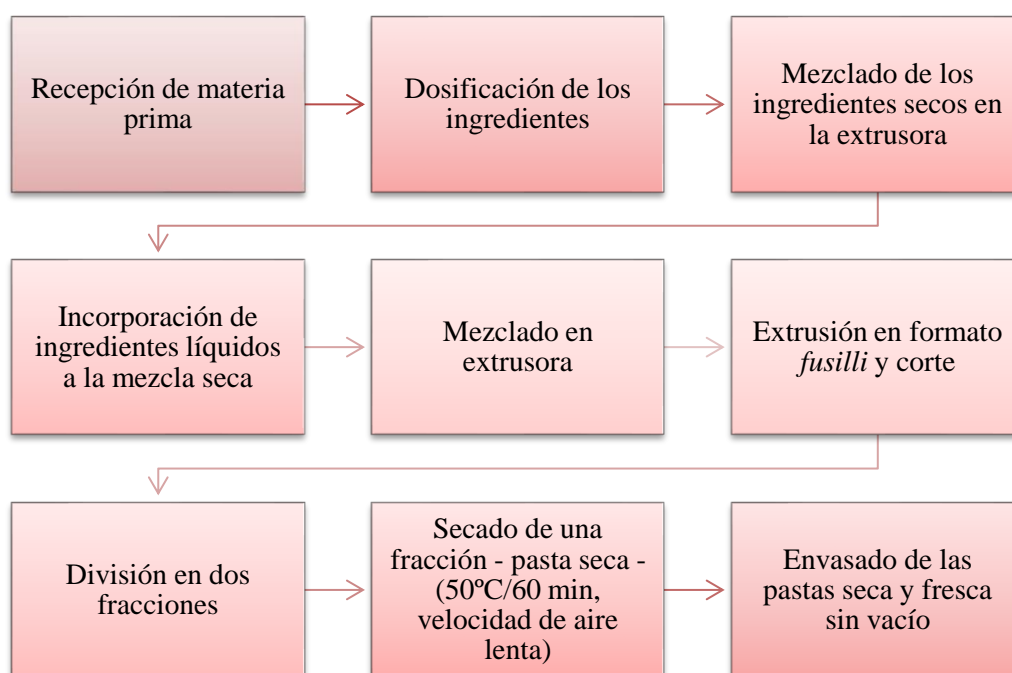 Recepción de materia
prima
Dosificación de los
ingredientes
Mezclado de los
ingredientes secos en
la extrusora
Incorporación de
ingredientes líquidos
a la mezcla seca
Mezclado en
extrusora
Extrusión en formato
fusilli y corte
División en dos
fracciones
Secado de una
fracción - pasta seca -
(50ºC/60 min,
velocidad de aire
lenta)
Envasado de las
pastas seca y fresca
sin vacío